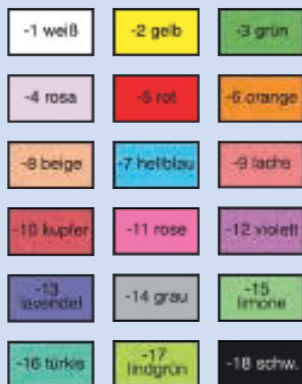 -1 weiß
-2 gelb
-3 grün
-4 rosa
-5 rot
-6 orange
-8 beige
-7 hellblau
-9 lachs
-10 kupfer
-11 rose
-12 violett
-13
lavendel
-14 grau
-15
limone
-16 türkis
-17
lindgrün
-18 schw.